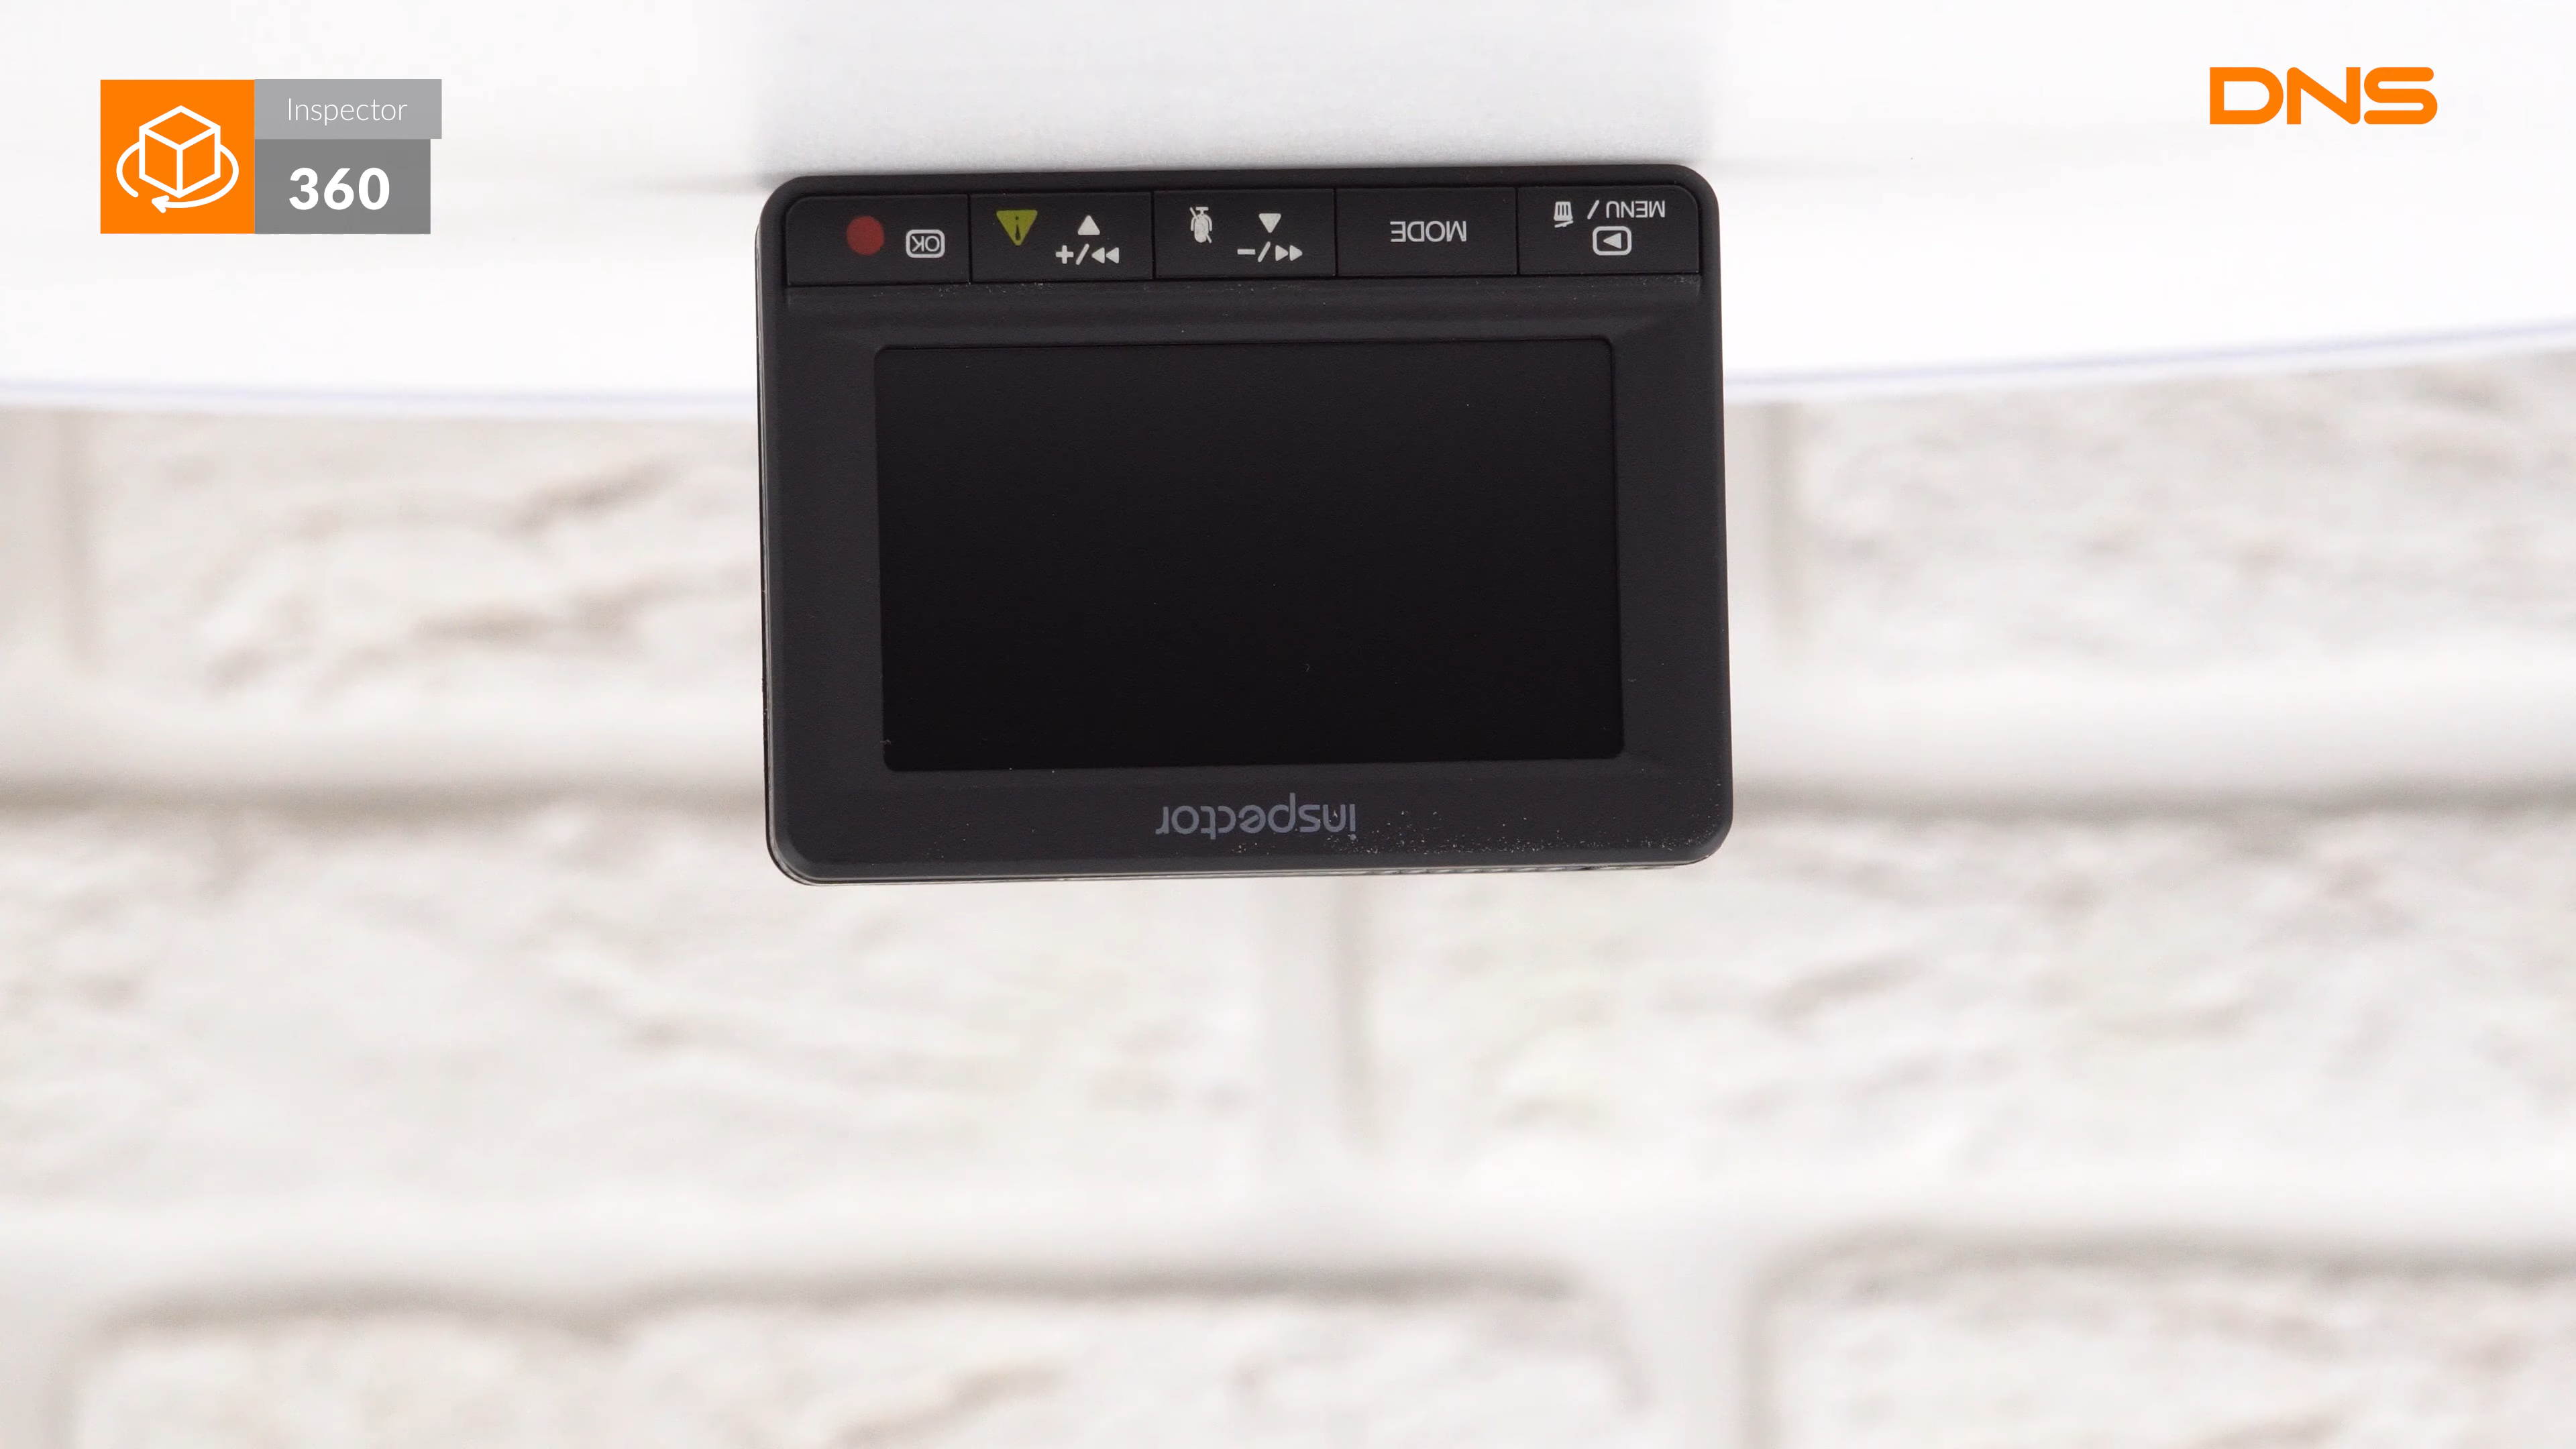 Inspector
360
DNS
OK
+/
-/
MODE
MENU /
inspector